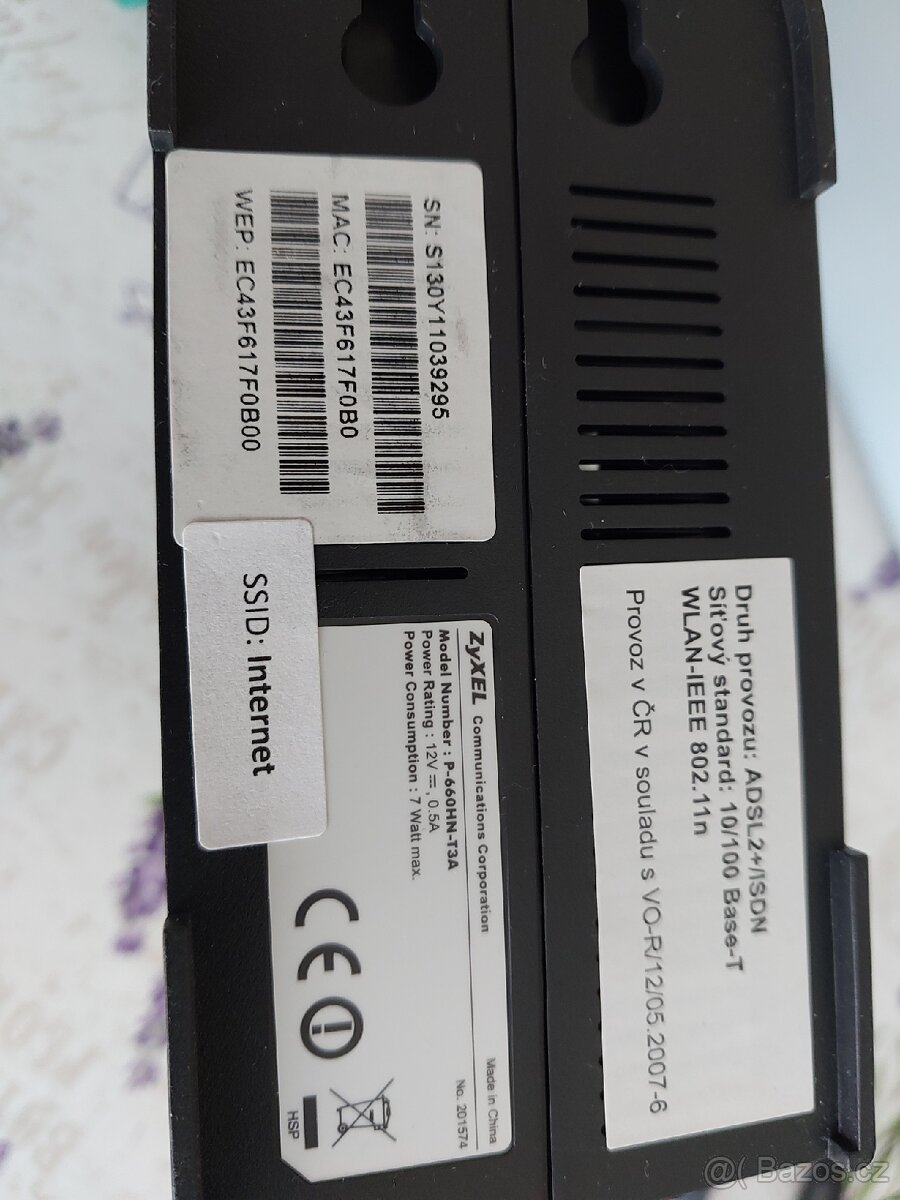 SN: S130Y11039295
MAC: EC43F617F0B0
WEP: EC43F617F0B00
SSID: Internet
ZyXEL Communications Corporation
Model Number : P-660HN-T3A
Power Rating : 12V ⎓, 0.5A
Power Consumption : 7 Watt max.
CE
Made in China
No. 201574
HSP
Druh provozu: ADSL2+/ISDN
Síťový standard: 10/100 Base-T
WLAN-IEEE 802.11n
Provoz v ČR v souladu s VO-R/12/05.2007-6
@( Bazos.cz